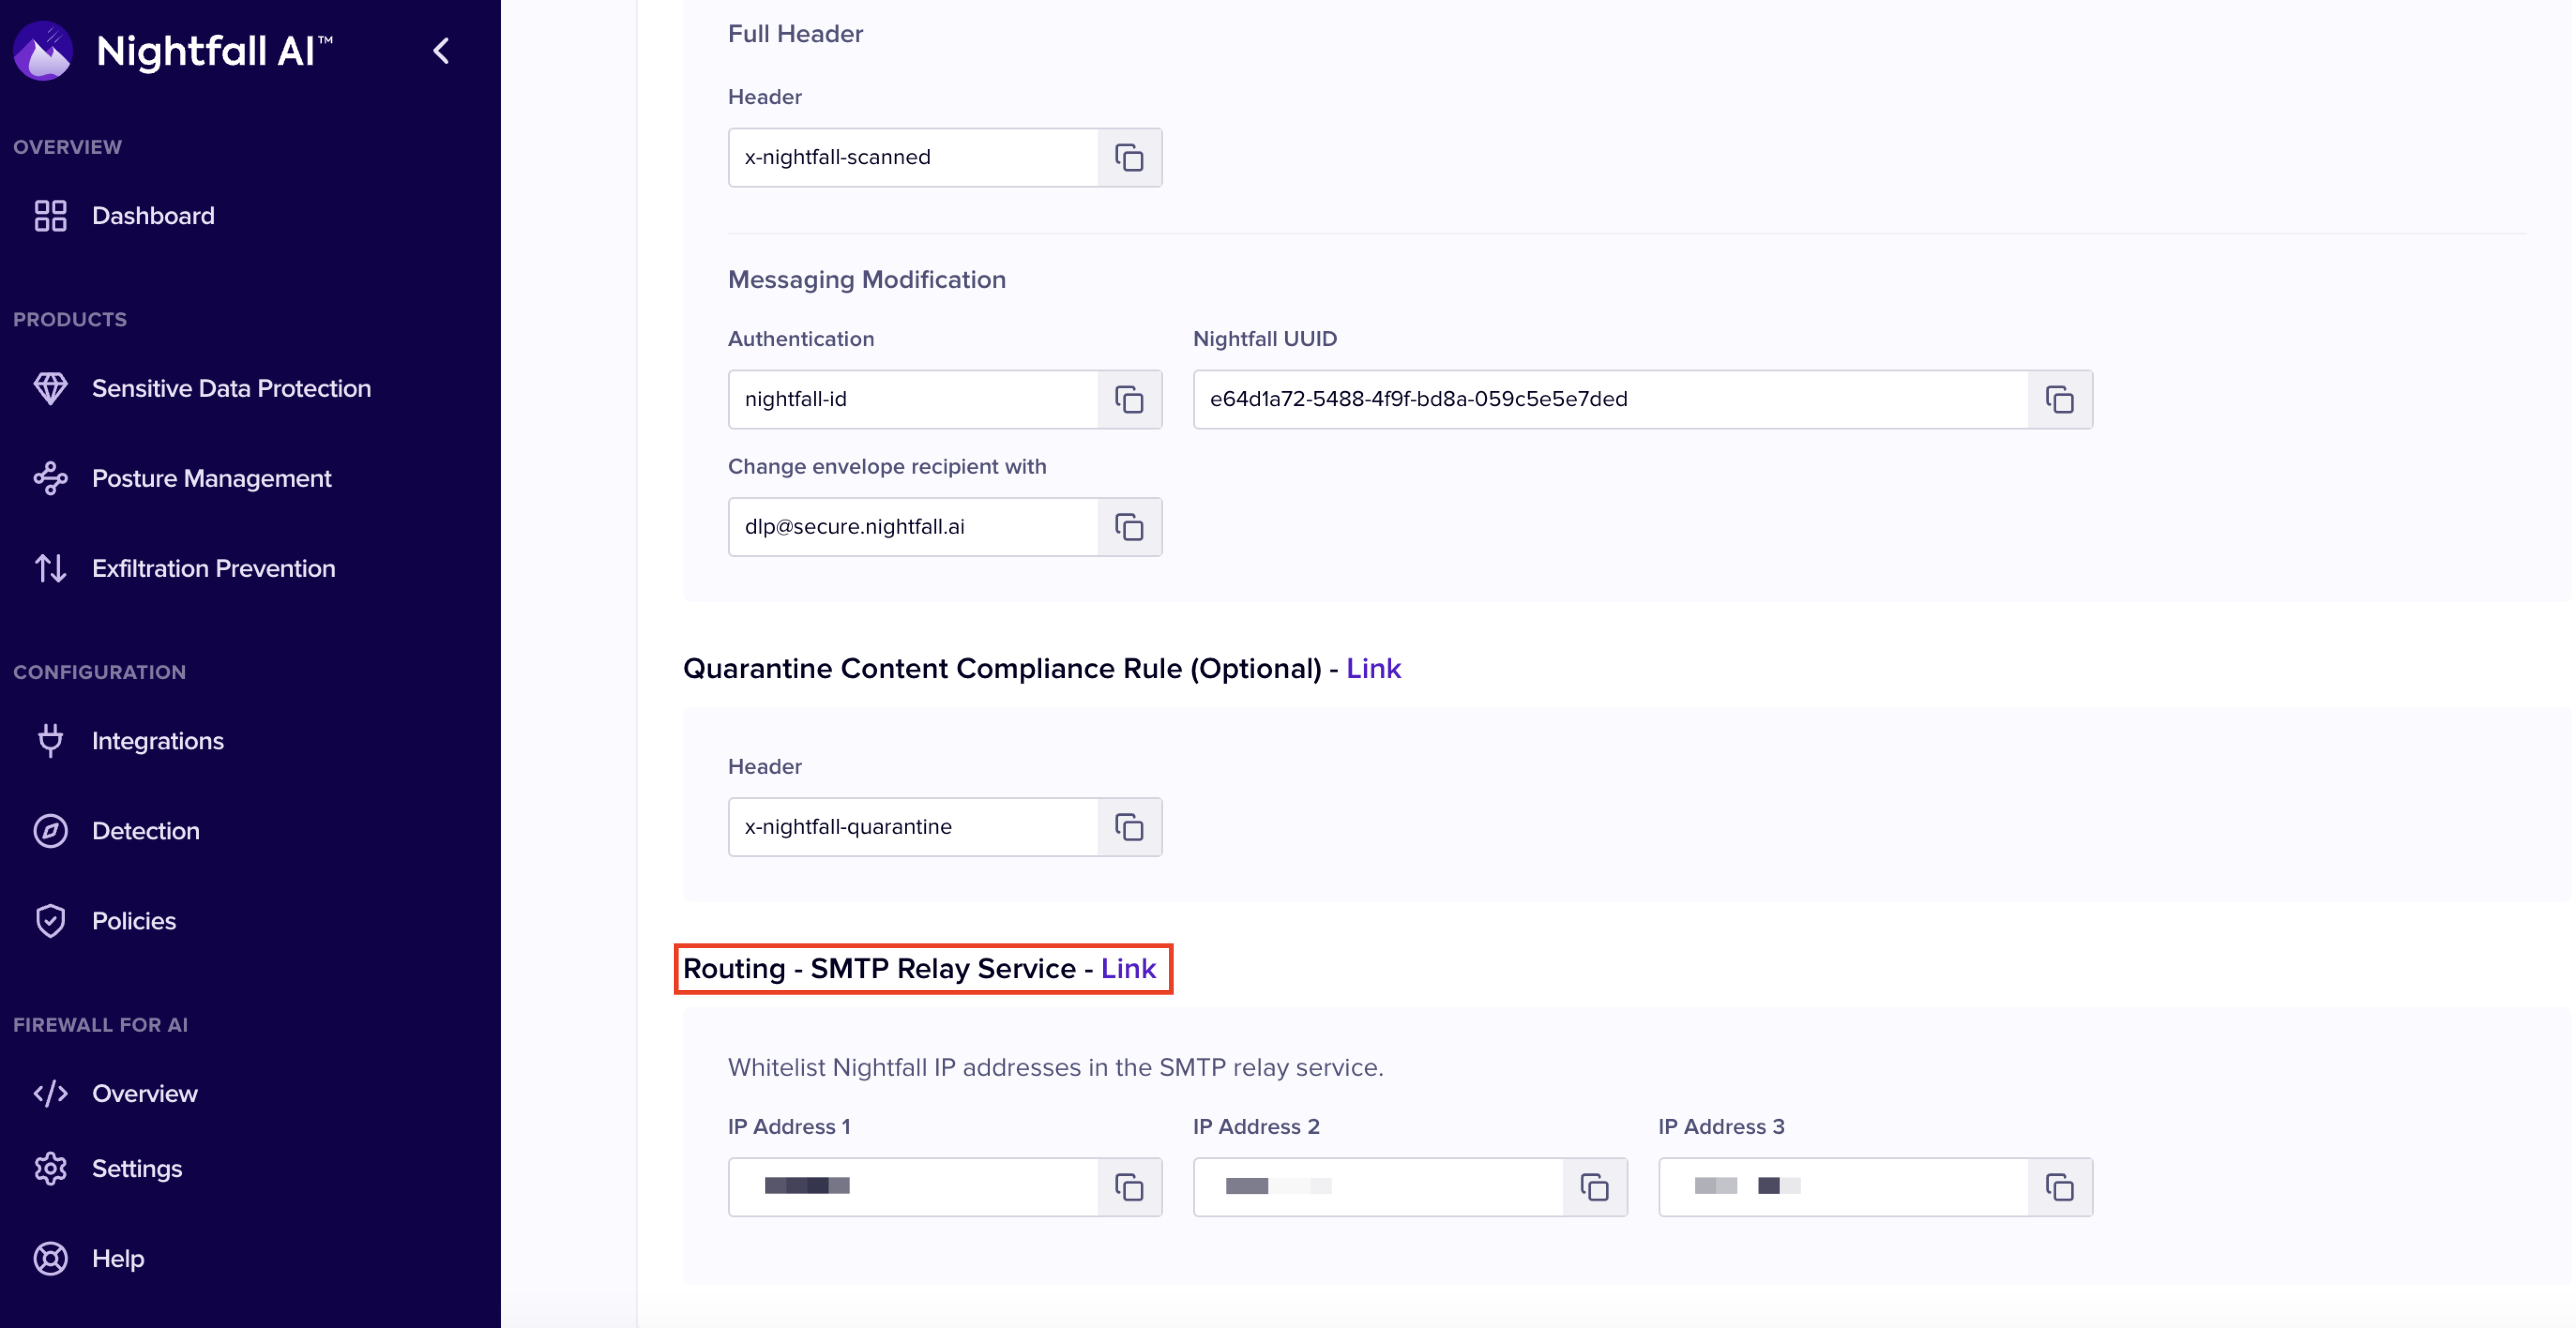 Nightfall AI™
OVERVIEW
Dashboard
PRODUCTS
Sensitive Data Protection
Posture Management
Exfiltration Prevention
CONFIGURATION
Integrations
Detection
Policies
FIREWALL FOR AI
Overview
Settings
Help
Full Header
Header
x-nightfall-scanned
Messaging Modification
Authentication
nightfall-id
Nightfall UUID
e64d1a72-5488-4f9f-bd8a-059c5e5e7ded
Change envelope recipient with
dlp@secure.nightfall.ai
Quarantine Content Compliance Rule (Optional) - Link
Header
x-nightfall-quarantine
Routing - SMTP Relay Service - Link
Whitelist Nightfall IP addresses in the SMTP relay service.
IP Address 1
IP Address 2
IP Address 3